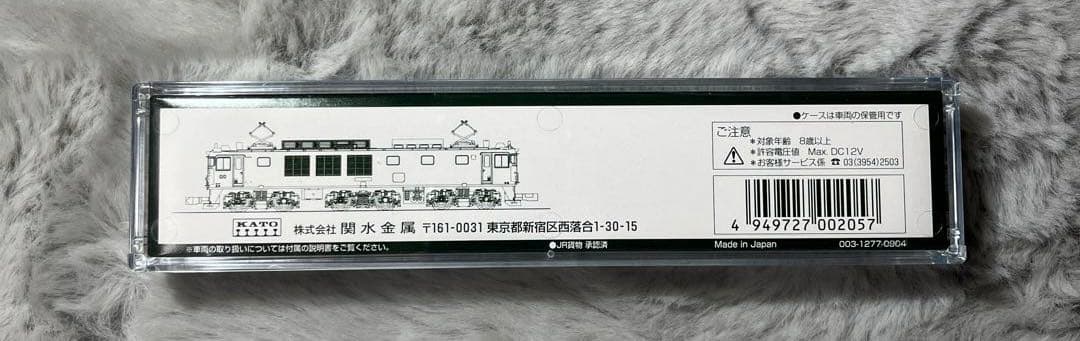 ●ケースは車両の保管用です
ご注意
*対象年齢 8歳以上
*許容電圧値 Max. DC12V
*お客様サービス係 ☎ 03(3954)2503
KATO
株式会社 関水金属 〒161-0031 東京都新宿区西落合1-30-15
4 949727 002057
※車両の取り扱いについては付属の説明書をご覧ください。
●JR貨物 承認済
Made in Japan
003-1277-0904